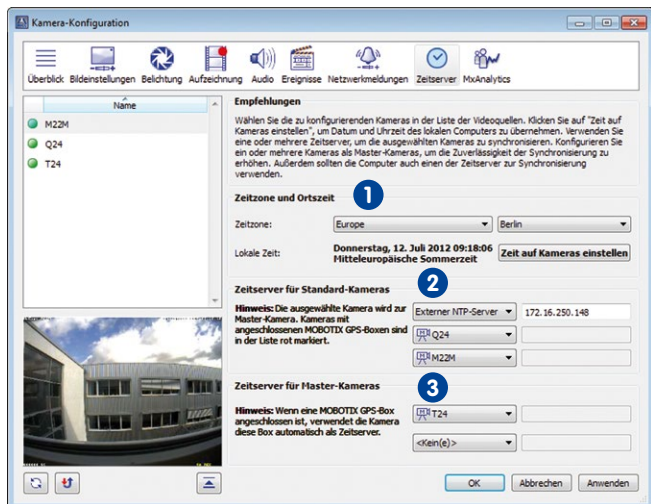 Kamera-Konfiguration
Überblick Bildeinstellungen Belichtung Aufzeichnung Audio Ereignisse Netzwerkmeldungen Zeitserver MxAnalytics
Name
M22M
Q24
T24
Empfehlungen
Wählen Sie die zu konfigurierenden Kameras in der Liste der Videoquellen. Klicken Sie auf "Zeit auf
Kameras einstellen", um Datum und Uhrzeit des lokalen Computers zu übernehmen. Verwenden Sie
eine oder mehrere Zeitserver, um die ausgewählten Kameras zu synchronisieren. Konfigurieren Sie
ein oder mehrere Kameras als Master-Kameras, um die Zuverlässigkeit der Synchronisierung zu
erhöhen. Außerdem sollten die Computer auch einen der Zeitserver zur Synchronisierung
verwenden.
1
Zeitzone und Ortszeit
Zeitzone: Europe Berlin
Lokale Zeit: Donnerstag, 12. Juli 2012 09:18:06
Mitteleuropäische Sommerzeit
Zeit auf Kameras einstellen
2
Zeitserver für Standard-Kameras
Hinweis: Die ausgewählte Kamera wird zur
Master-Kamera. Kameras mit
angeschlossenen MOBOTIX GPS-Boxen sind
in der Liste rot markiert.
Externer NTP-Server 172.16.250.148
Q24
M22M
3
Zeitserver für Master-Kameras
Hinweis: Wenn eine MOBOTIX GPS-Box
angeschlossen ist, verwendet die Kamera
diese Box automatisch als Zeitserver.
T24
<Kein(e)>
OK Abbrechen Anwenden